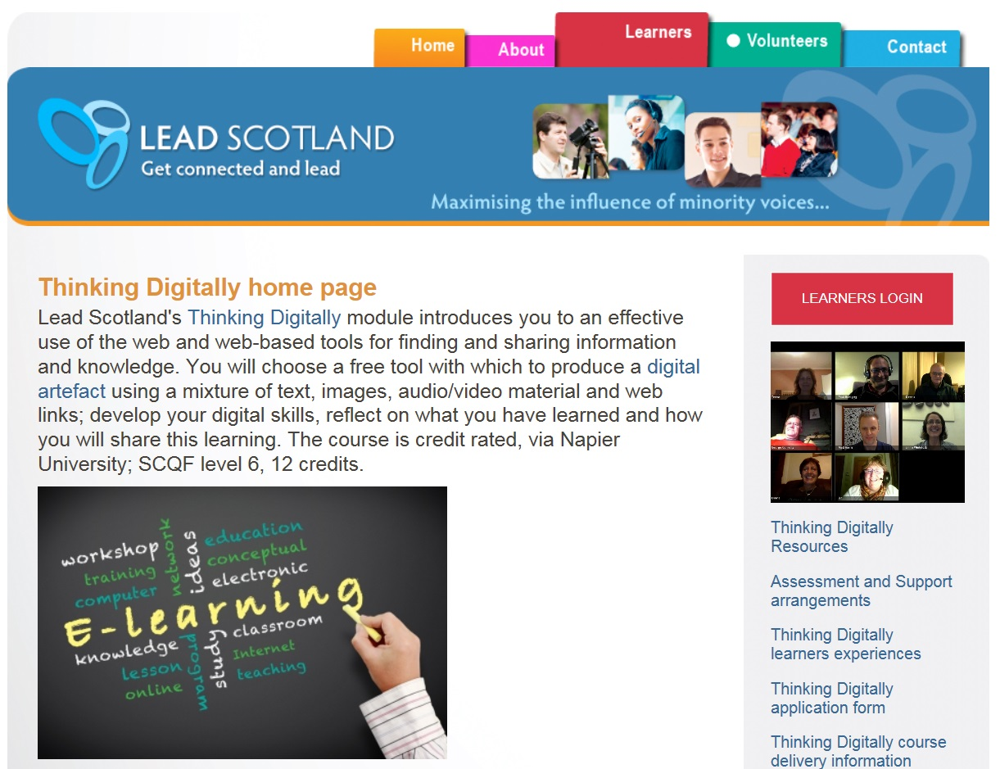 Home
About
Learners
Volunteers
Contact
LEAD SCOTLAND
Get connected and lead
Maximising the influence of minority voices...
Thinking Digitally home page
Lead Scotland's Thinking Digitally module introduces you to an effective
use of the web and web-based tools for finding and sharing information
and knowledge. You will choose a free tool with which to produce a digital
artefact using a mixture of text, images, audio/video material and web
links; develop your digital skills, reflect on what you have learned and how
you will share this learning. The course is credit rated, via Napier
University; SCQF level 6, 12 credits.
workshop
training
computer
network
ideas
education
conceptual
electronic
E-learning
knowledge
lesson
online
program
study
classroom
Internet
teaching
LEARNERS LOGIN
Thinking Digitally
Resources
Assessment and Support
arrangements
Thinking Digitally
learners experiences
Thinking Digitally
application form
Thinking Digitally course
delivery information